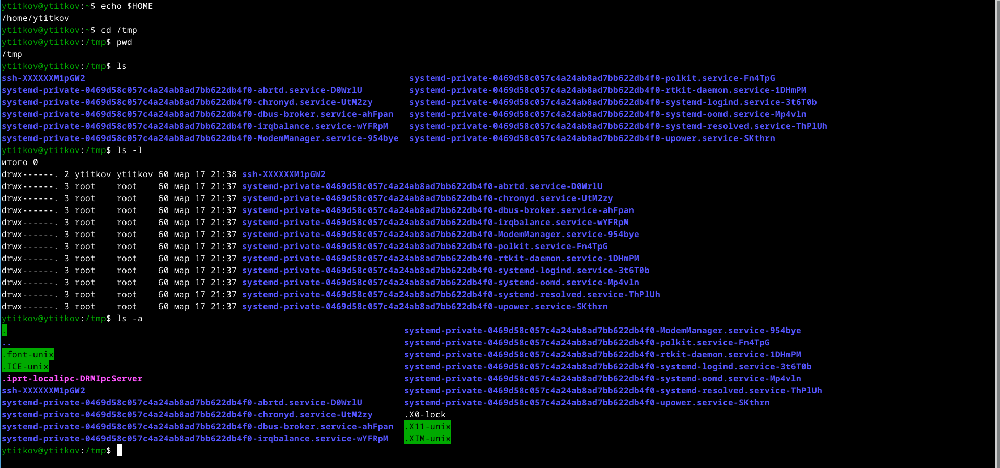 ytitkov@ytitkov:~$ echo $HOME
/home/ytitkov
ytitkov@ytitkov:~$ cd /tmp
ytitkov@ytitkov:/tmp$ pwd
/tmp
ytitkov@ytitkov:/tmp$ ls
ssh-XXXXXXM1pGW2 systemd-private-0469d58c057c4a24ab8ad7bb622db4f0-polkit.service-Fn4TpG
systemd-private-0469d58c057c4a24ab8ad7bb622db4f0-abrtd.service-D0WrlU systemd-private-0469d58c057c4a24ab8ad7bb622db4f0-rtkit-daemon.service-1DHmPM
systemd-private-0469d58c057c4a24ab8ad7bb622db4f0-chronyd.service-UtM2zy systemd-private-0469d58c057c4a24ab8ad7bb622db4f0-systemd-logind.service-3t6T0b
systemd-private-0469d58c057c4a24ab8ad7bb622db4f0-dbus-broker.service-ahFpan systemd-private-0469d58c057c4a24ab8ad7bb622db4f0-systemd-oomd.service-Mp4vln
systemd-private-0469d58c057c4a24ab8ad7bb622db4f0-irqbalance.service-wYFRpM systemd-private-0469d58c057c4a24ab8ad7bb622db4f0-systemd-resolved.service-ThPlUh
systemd-private-0469d58c057c4a24ab8ad7bb622db4f0-ModemManager.service-954bye systemd-private-0469d58c057c4a24ab8ad7bb622db4f0-upower.service-SKthrn
ytitkov@ytitkov:/tmp$ ls -l
итого 0
drwx------. 2 ytitkov ytitkov 60 мар 17 21:38 ssh-XXXXXXM1pGW2
drwx------. 3 root root 60 мар 17 21:37 systemd-private-0469d58c057c4a24ab8ad7bb622db4f0-abrtd.service-D0WrlU
drwx------. 3 root root 60 мар 17 21:37 systemd-private-0469d58c057c4a24ab8ad7bb622db4f0-chronyd.service-UtM2zy
drwx------. 3 root root 60 мар 17 21:37 systemd-private-0469d58c057c4a24ab8ad7bb622db4f0-dbus-broker.service-ahFpan
drwx------. 3 root root 60 мар 17 21:37 systemd-private-0469d58c057c4a24ab8ad7bb622db4f0-irqbalance.service-wYFRpM
drwx------. 3 root root 60 мар 17 21:37 systemd-private-0469d58c057c4a24ab8ad7bb622db4f0-ModemManager.service-954bye
drwx------. 3 root root 60 мар 17 21:37 systemd-private-0469d58c057c4a24ab8ad7bb622db4f0-polkit.service-Fn4TpG
drwx------. 3 root root 60 мар 17 21:37 systemd-private-0469d58c057c4a24ab8ad7bb622db4f0-rtkit-daemon.service-1DHmPM
drwx------. 3 root root 60 мар 17 21:37 systemd-private-0469d58c057c4a24ab8ad7bb622db4f0-systemd-logind.service-3t6T0b
drwx------. 3 root root 60 мар 17 21:37 systemd-private-0469d58c057c4a24ab8ad7bb622db4f0-systemd-oomd.service-Mp4vln
drwx------. 3 root root 60 мар 17 21:37 systemd-private-0469d58c057c4a24ab8ad7bb622db4f0-systemd-resolved.service-ThPlUh
drwx------. 3 root root 60 мар 17 21:37 systemd-private-0469d58c057c4a24ab8ad7bb622db4f0-upower.service-SKthrn
ytitkov@ytitkov:/tmp$ ls -a
. systemd-private-0469d58c057c4a24ab8ad7bb622db4f0-ModemManager.service-954bye
.. systemd-private-0469d58c057c4a24ab8ad7bb622db4f0-polkit.service-Fn4TpG
.font-unix systemd-private-0469d58c057c4a24ab8ad7bb622db4f0-rtkit-daemon.service-1DHmPM
.ICE-unix systemd-private-0469d58c057c4a24ab8ad7bb622db4f0-systemd-logind.service-3t6T0b
.iprt-localipc-DRMIpcServer systemd-private-0469d58c057c4a24ab8ad7bb622db4f0-systemd-oomd.service-Mp4vln
ssh-XXXXXXM1pGW2 systemd-private-0469d58c057c4a24ab8ad7bb622db4f0-systemd-resolved.service-ThPlUh
systemd-private-0469d58c057c4a24ab8ad7bb622db4f0-abrtd.service-D0WrlU systemd-private-0469d58c057c4a24ab8ad7bb622db4f0-upower.service-SKthrn
systemd-private-0469d58c057c4a24ab8ad7bb622db4f0-chronyd.service-UtM2zy .X0-lock
systemd-private-0469d58c057c4a24ab8ad7bb622db4f0-dbus-broker.service-ahFpan .X11-unix
systemd-private-0469d58c057c4a24ab8ad7bb622db4f0-irqbalance.service-wYFRpM .XIM-unix
ytitkov@ytitkov:/tmp$